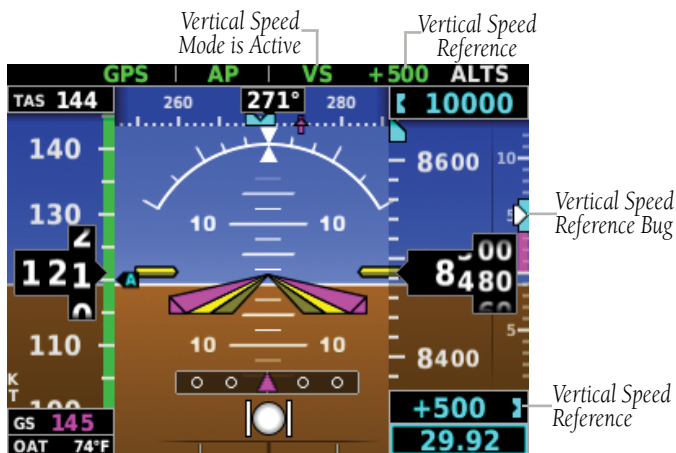 Vertical Speed
Mode is Active
Vertical Speed
Reference
GPS | AP | VS +500 ALTS
TAS 144
260 271° 280
10000
140
130
121
110
100
8600
8480
8400
10
5
5
10 10
10 10
A
Vertical Speed
Reference Bug
K
T
GS 145
OAT 74°F
+500
29.92
Vertical Speed
Reference